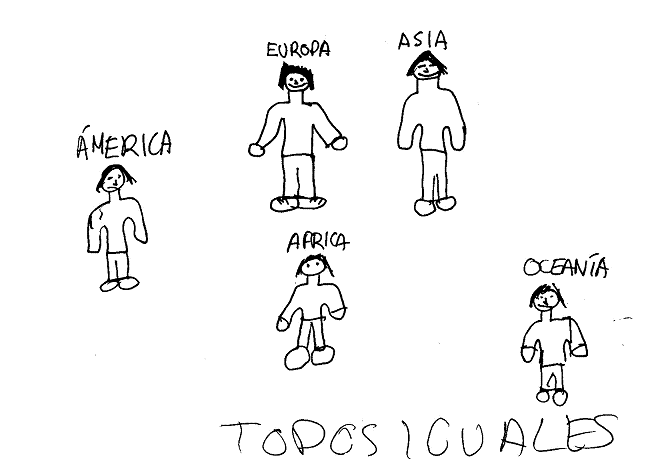 EUROPA
ASIA
ÁMERICA
AFRICA
OCEANÍA
TODOS IGUALES